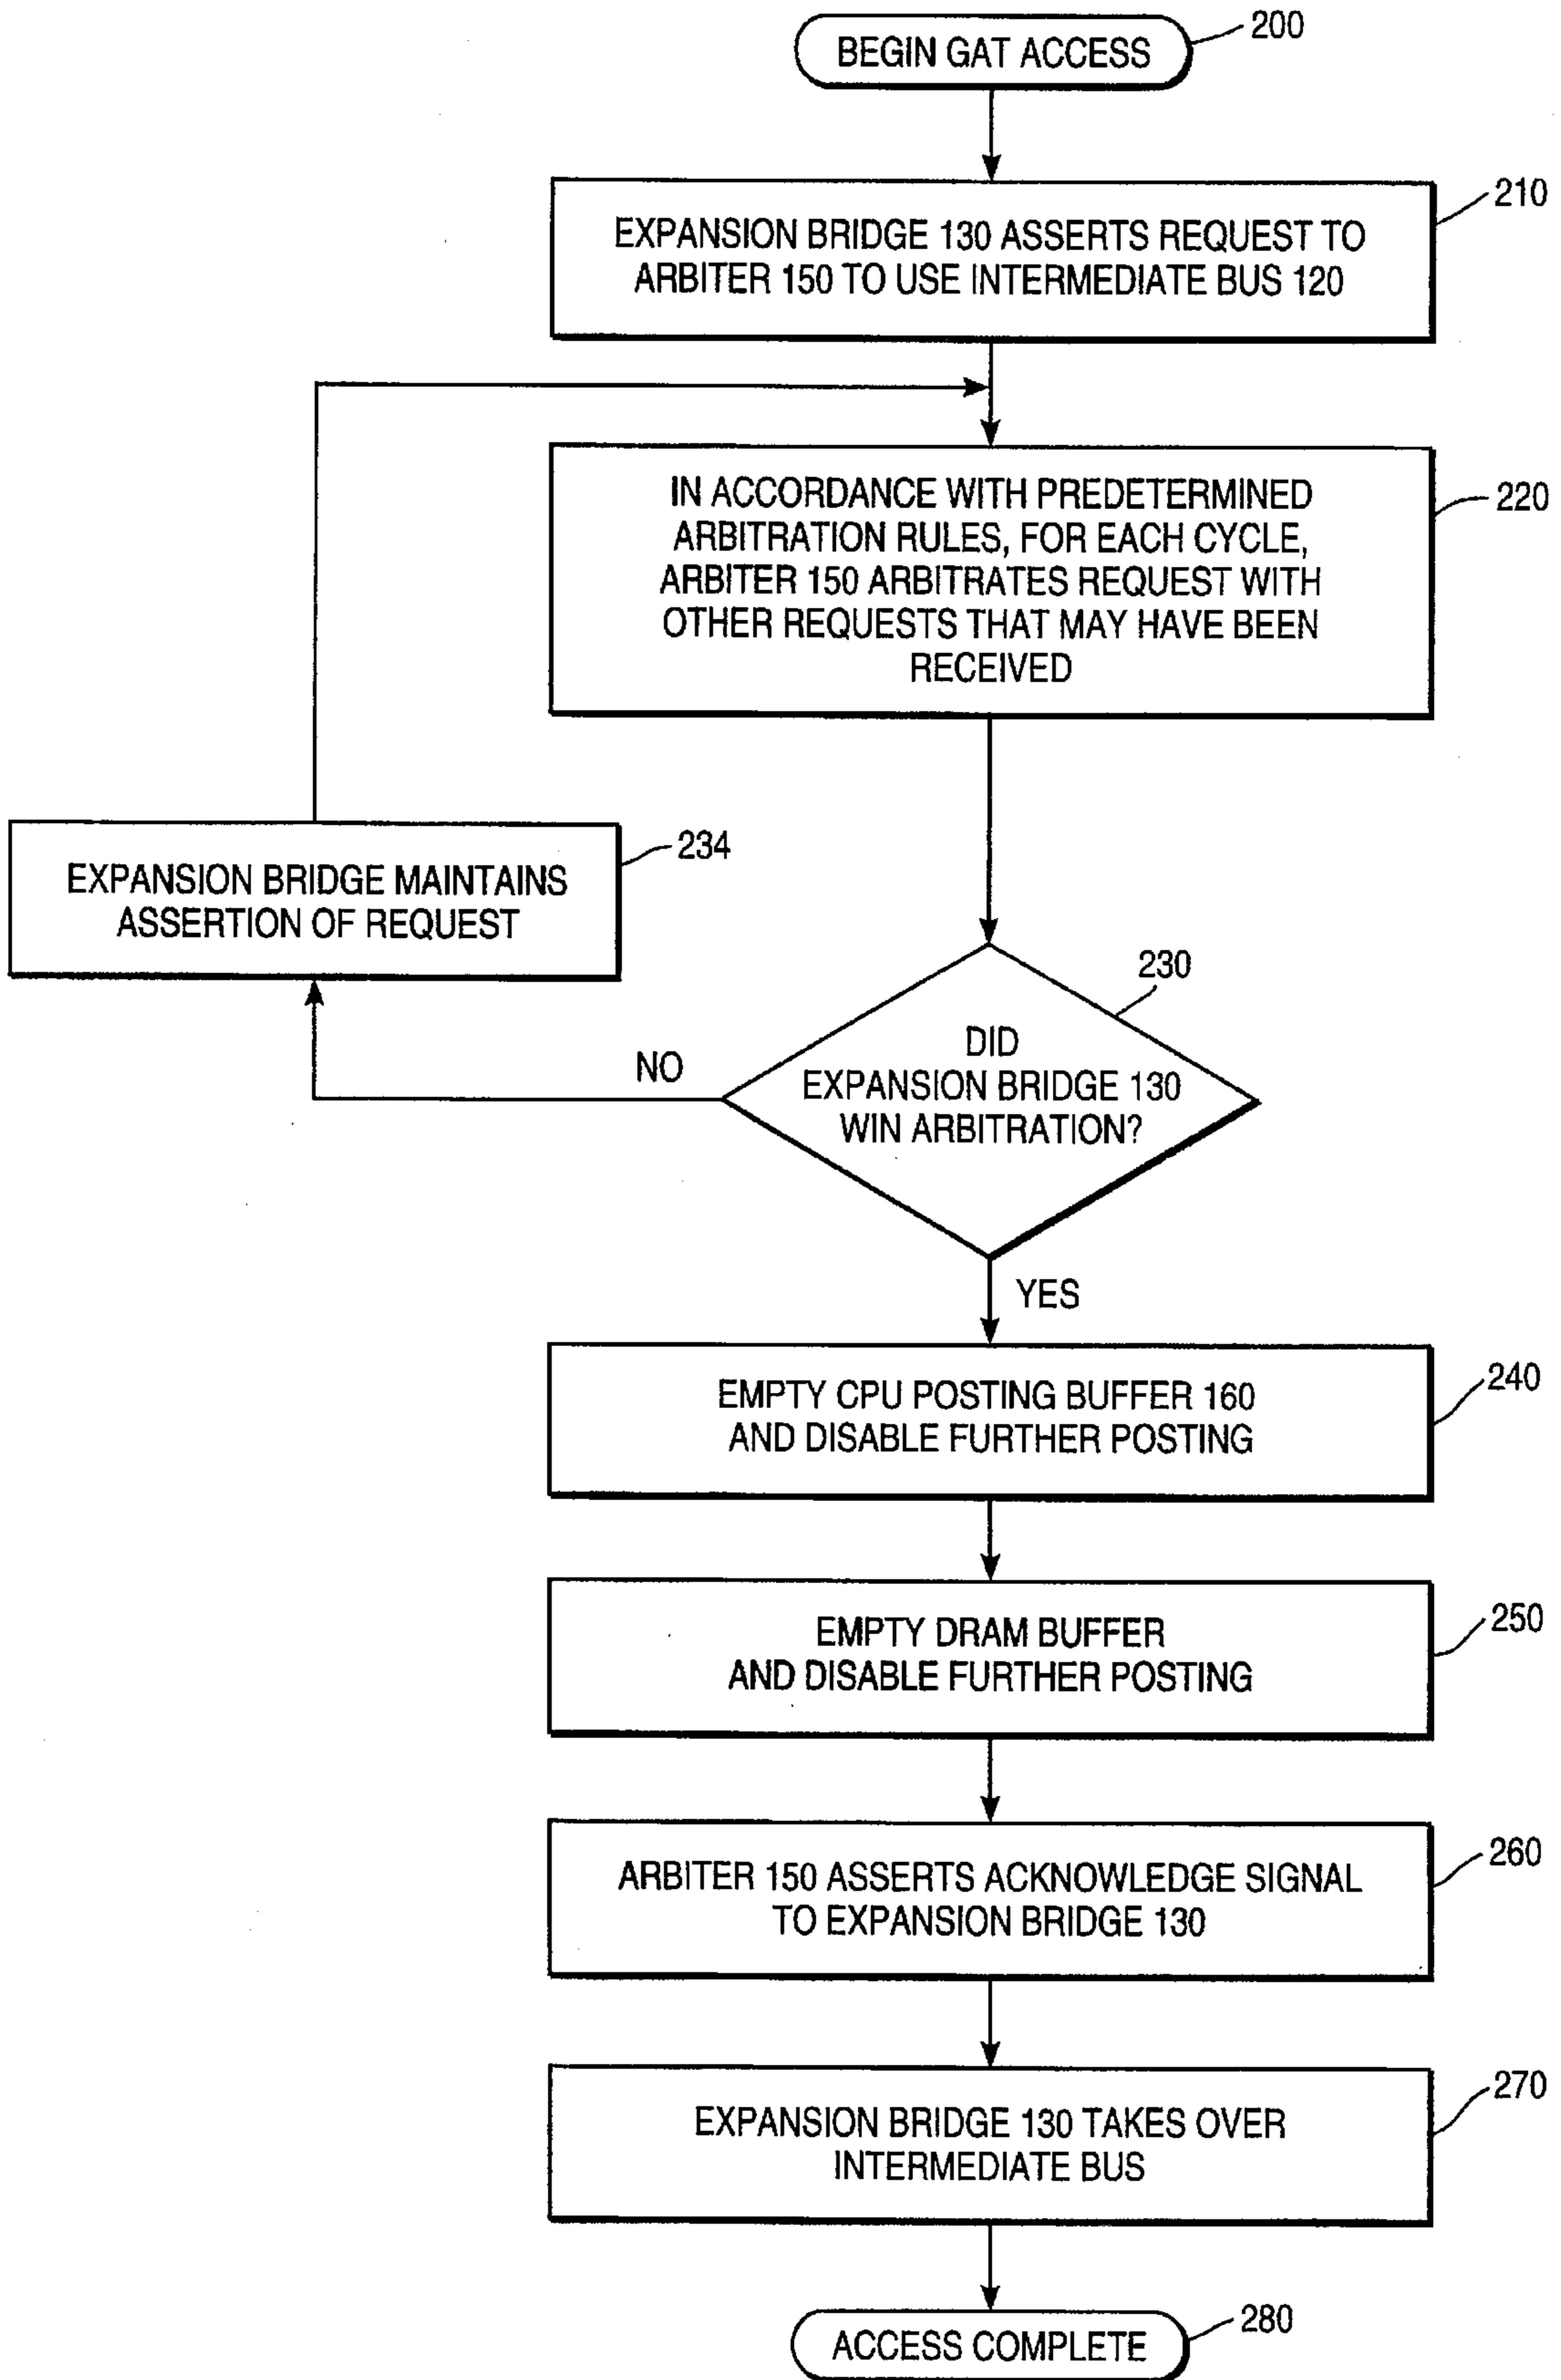 BEGIN GAT ACCESS
200
EXPANSION BRIDGE 130 ASSERTS REQUEST TO
ARBITER 150 TO USE INTERMEDIATE BUS 120
210
IN ACCORDANCE WITH PREDETERMINED
ARBITRATION RULES, FOR EACH CYCLE,
ARBITER 150 ARBITRATES REQUEST WITH
OTHER REQUESTS THAT MAY HAVE BEEN
RECEIVED
220
EXPANSION BRIDGE MAINTAINS
ASSERTION OF REQUEST
234
DID
EXPANSION BRIDGE 130
WIN ARBITRATION?
230
NO
YES
EMPTY CPU POSTING BUFFER 160
AND DISABLE FURTHER POSTING
240
EMPTY DRAM BUFFER
AND DISABLE FURTHER POSTING
250
ARBITER 150 ASSERTS ACKNOWLEDGE SIGNAL
TO EXPANSION BRIDGE 130
260
EXPANSION BRIDGE 130 TAKES OVER
INTERMEDIATE BUS
270
ACCESS COMPLETE
280